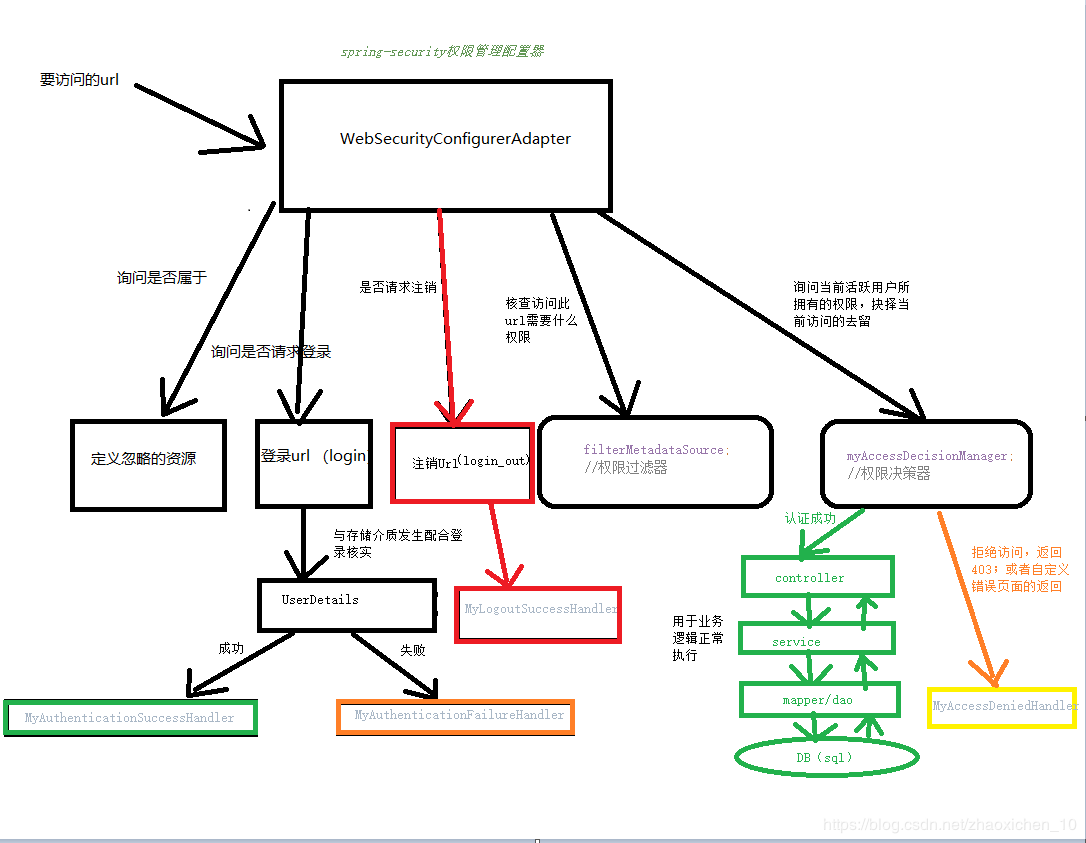 spring-security权限管理配置器
要访问的url
WebSecurityConfigurerAdapter
询问是否属于
询问是否请求登录
是否请求注销
核查访问此
url需要什么
权限
询问当前活跃用户所
拥有的权限，抉择当
前访问的去留
定义忽略的资源
登录url （login）
注销Url(login_out)
filterMetadataSource;
//权限过滤器
myAccessDecisionManager;
//权限决策器
与存储介质发生配合登
录核实
认证成功
拒绝访问，返回
403；或者自定义
错误页面的返回
controller
UserDetails
MyLogoutSuccessHandler
用于业务
逻辑正常
执行
service
成功
失败
mapper/dao
MyAccessDeniedHandler
MyAuthenticationSuccessHandler
MyAuthenticationFailureHandler
DB（sql）
https://blog.csdn.net/zhaoxichen_10